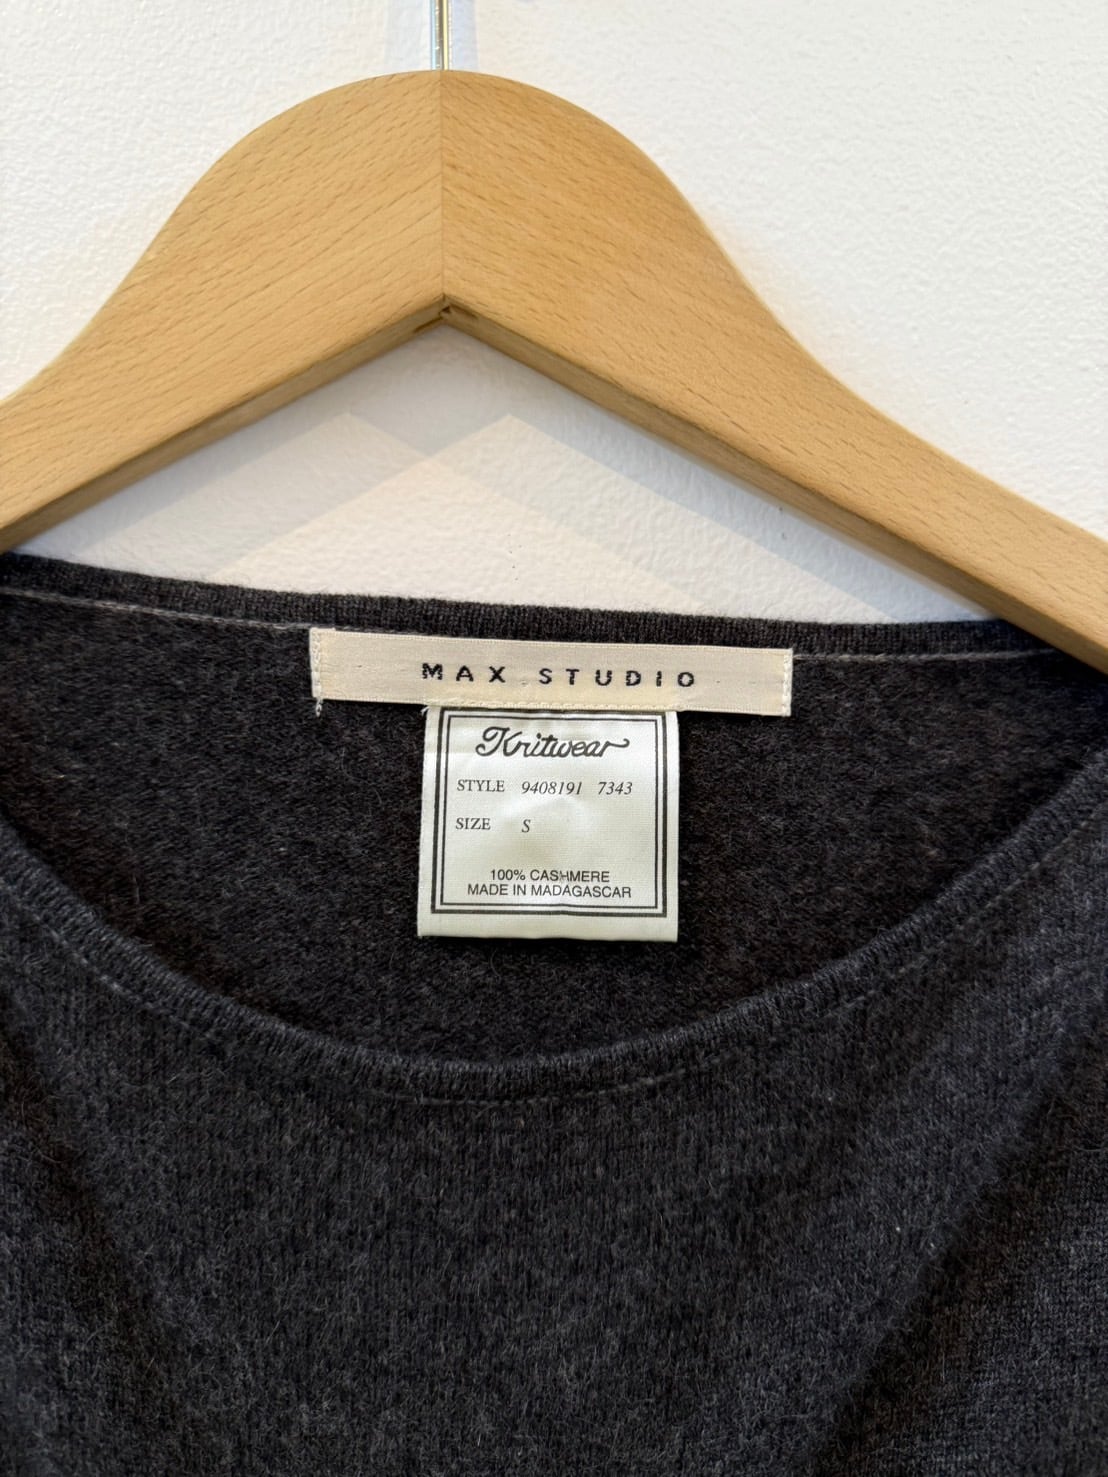 MAX STUDIO
Knitwear
STYLE 9408191 7343
SIZE S
100% CASHMERE
MADE IN MADAGASCAR